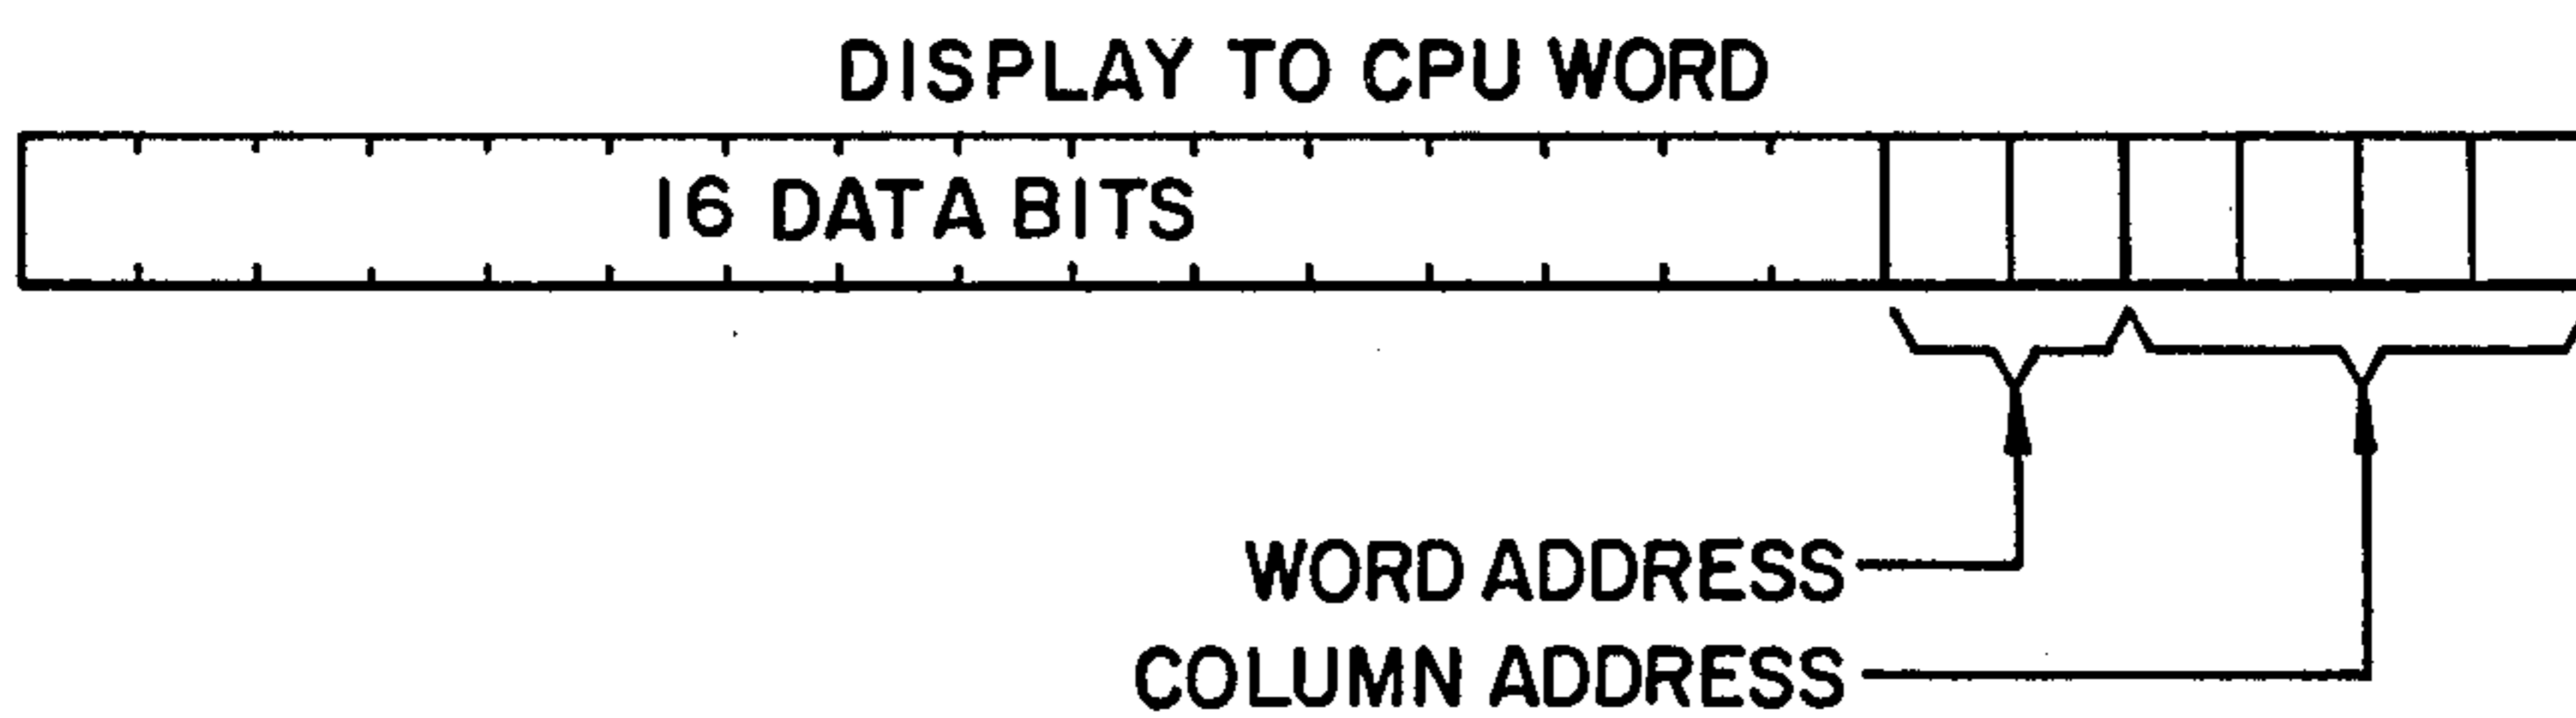 DISPLAY TO CPU WORD
16 DATA BITS
WORD ADDRESS
COLUMN ADDRESS